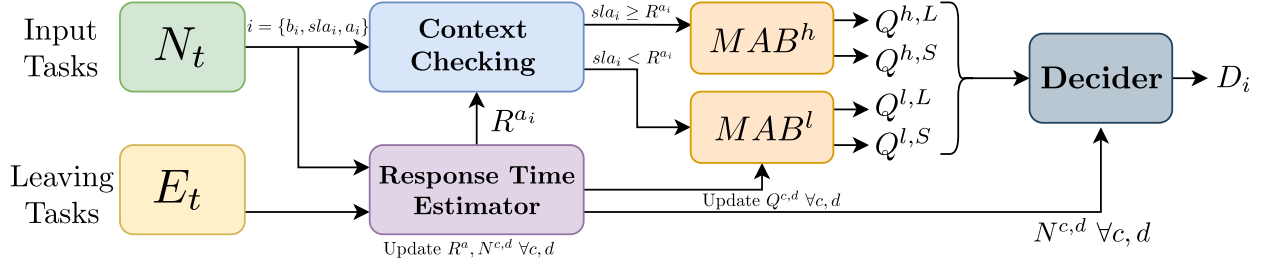 Input
Tasks
N_t
i = {b_i, sla_i, a_i}
Context
Checking
sla_i ≥ R^{a_i}
sla_i < R^{a_i}
MAB^h
MAB^l
Q^{h,L}
Q^{h,S}
Q^{l,L}
Q^{l,S}
Decider
D_i
R^{a_i}
Leaving
Tasks
E_t
Response Time
Estimator
Update R^a, N^{c,d} ∀c, d
Update Q^{c,d} ∀c, d
N^{c,d} ∀c, d